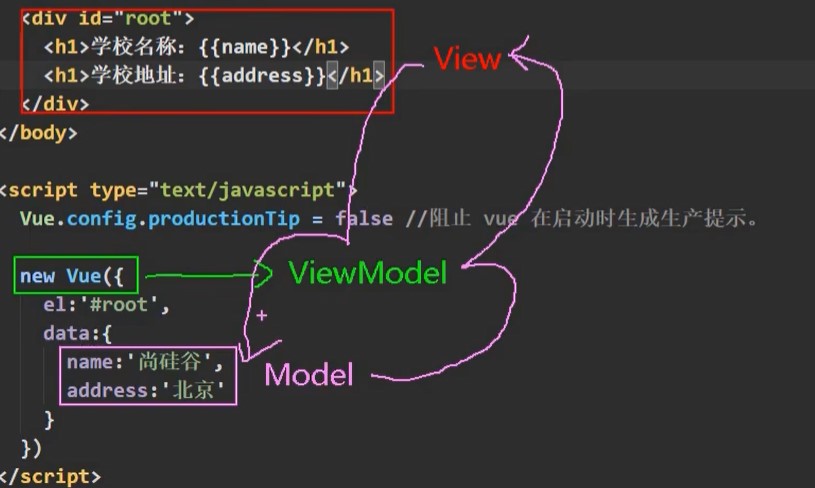 <div id="root">
<h1>学校名称：{{name}}</h1>
<h1>学校地址：{{address}}</h1>
</div>
View
</body>
<script type="text/javascript">
Vue.config.productionTip = false //阻止 vue 在启动时生成生产提示。
new Vue({
ViewModel
el:'#root',
data:{
name:'尚硅谷',
address:'北京'
Model
}
})
</script>